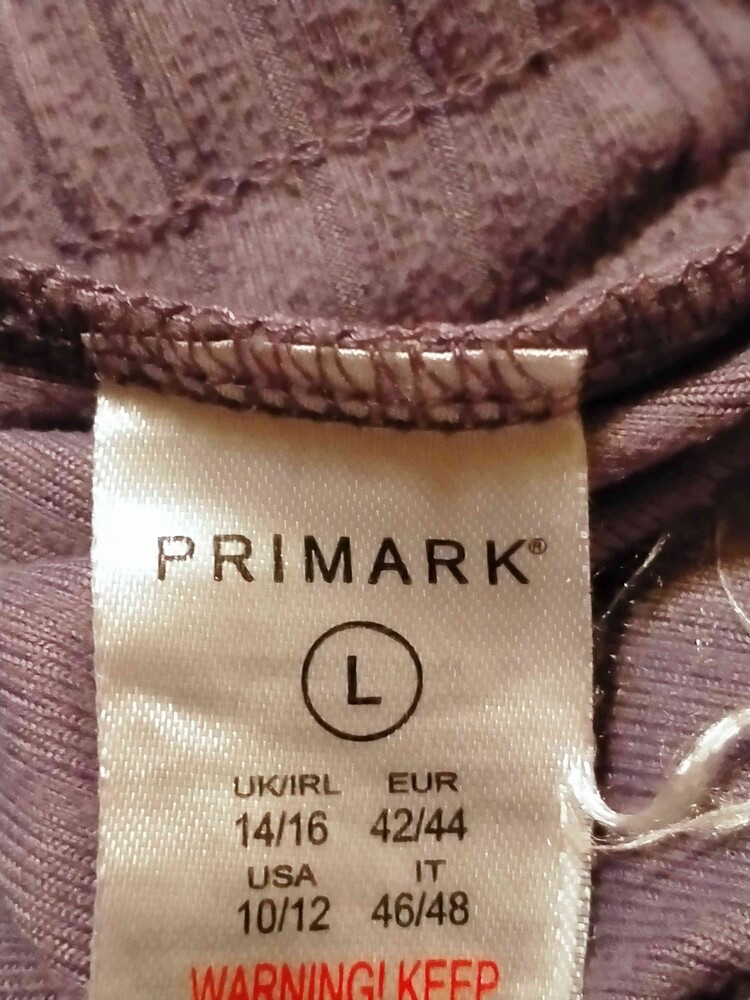 PRIMARK®
L
UK/IRL EUR
14/16 42/44
USA IT
10/12 46/48
WARNING! KEEP